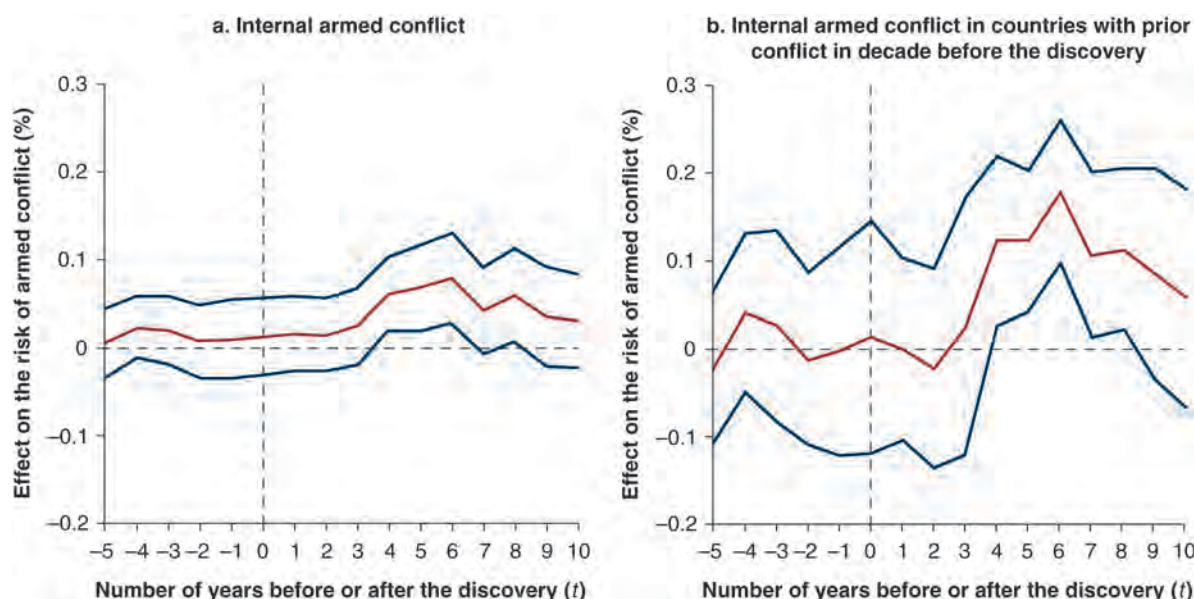 a. Internal armed conflict
Effect on the risk of armed conflict (%)
0.3
0.2
0.1
0
–0.1
–0.2
–5 –4 –3 –2 –1 0 1 2 3 4 5 6 7 8 9 10
Number of years before or after the discovery (t)
b. Internal armed conflict in countries with prior
conflict in decade before the discovery
Effect on the risk of armed conflict (%)
0.3
0.2
0.1
0
–0.1
–0.2
–5 –4 –3 –2 –1 0 1 2 3 4 5 6 7 8 9 10
Number of years before or after the discovery (t)